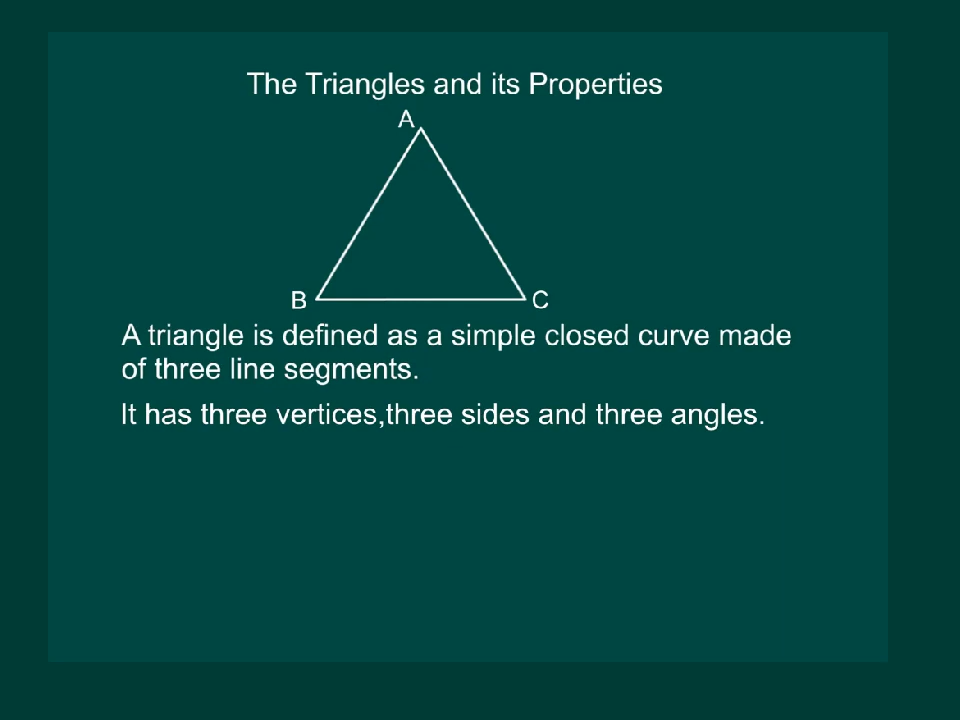 The Triangles and its Properties
A
B
C
A triangle is defined as a simple closed curve made
of three line segments.
It has three vertices,three sides and three angles.